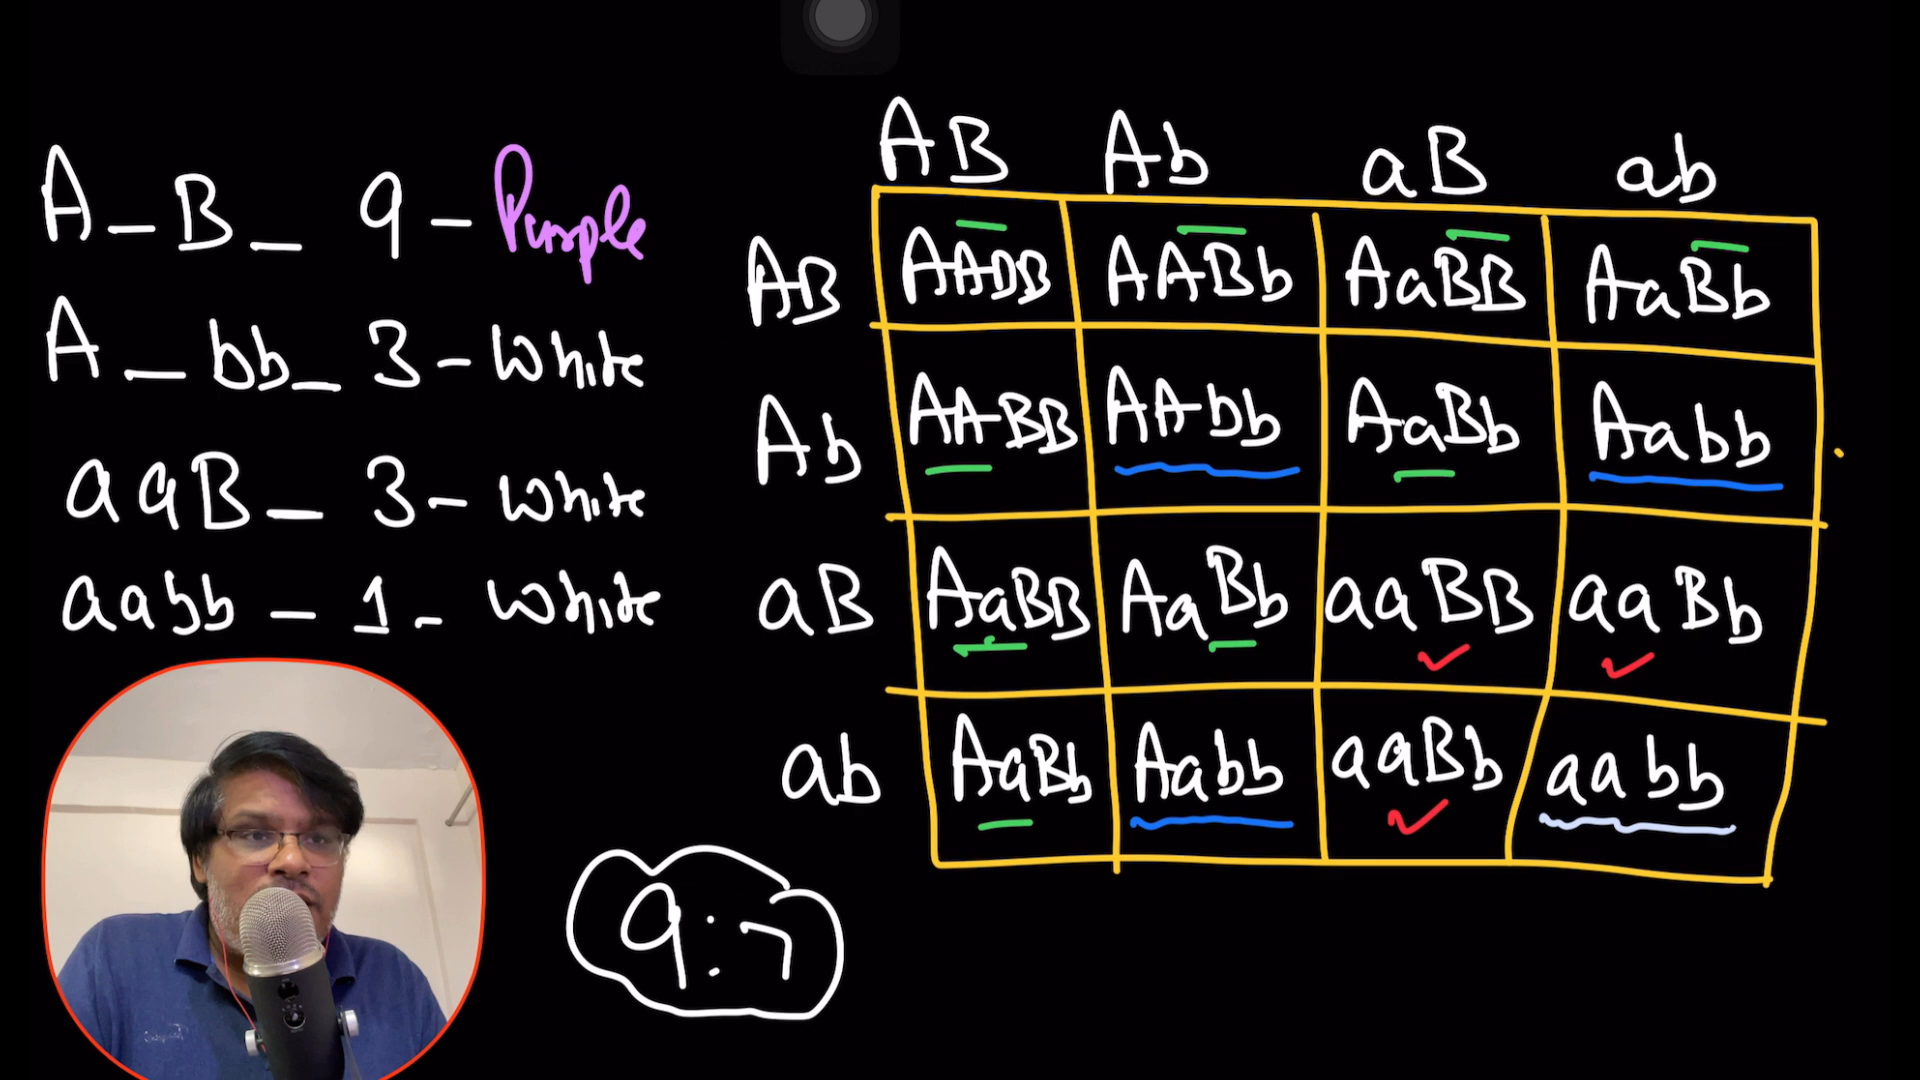 A_B_ 9 - Purple
A_bb_ 3 - White
aaB_ 3 - White
aabb - 1 - White
9:7
AB Ab aB ab
AB AABB AABb AaBB AaBb
Ab AABB AAbb AaBb Aabb
aB AaBB AaBb aaBB aaBb
ab AaBb Aabb aaBb aabb